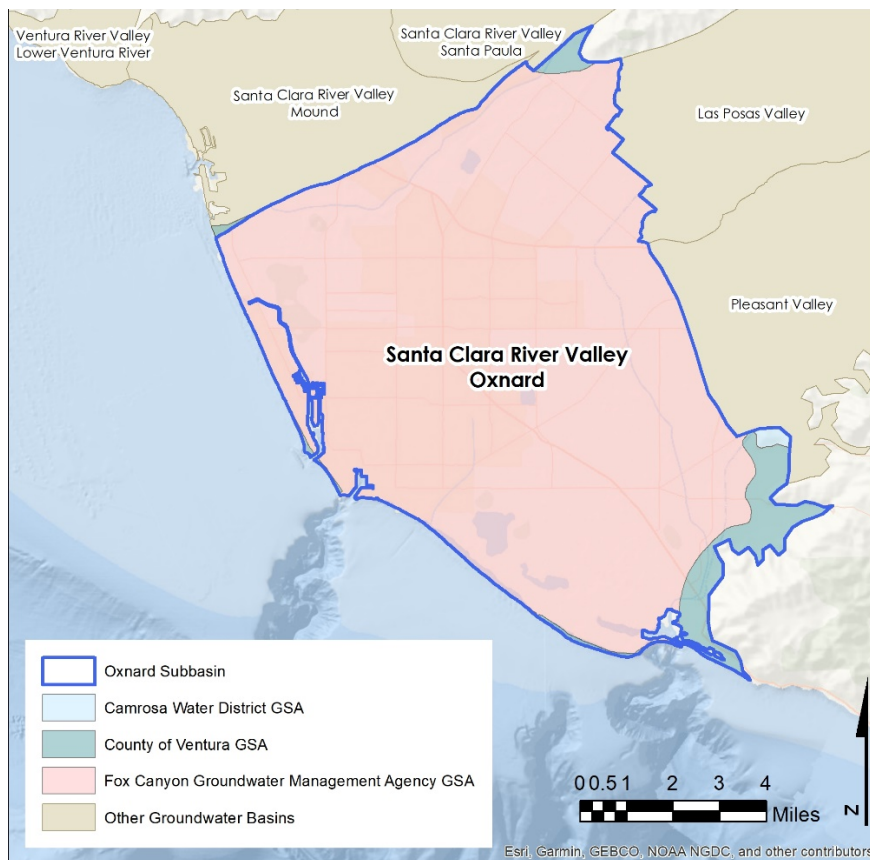 Ventura River Valley
Lower Ventura River
Santa Clara River Valley
Santa Paula
Santa Clara River Valley
Mound
Las Posas Valley
Pleasant Valley
Santa Clara River Valley
Oxnard
Oxnard Subbasin
Camrosa Water District GSA
County of Ventura GSA
Fox Canyon Groundwater Management Agency GSA
Other Groundwater Basins
0 0.5 1 2 3 4
Miles
N
Esri, Garmin, GEBCO, NOAA NGDC, and other contributors